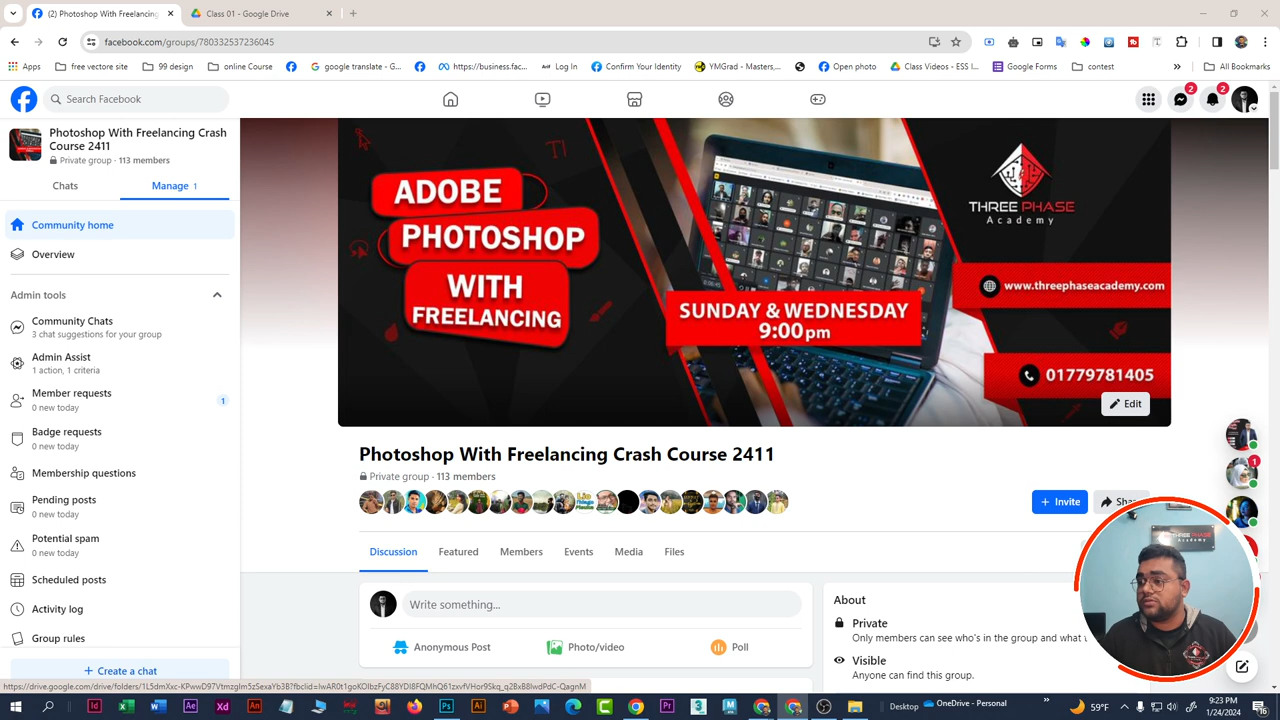 (2) Photoshop With Freelancing
Class 01 - Google Drive
facebook.com/groups/780332537236045
Apps
free vectore site
99 design
online Course
google translate - G...
https://business.fac...
Log In
Confirm Your Identity
YMGrad - Masters,...
Open photo
Class Videos - ESS I...
Google Forms
contest
All Bookmarks
Search Facebook
2
2
Photoshop With Freelancing Crash
Course 2411
Private group · 113 members
Chats
Manage 1
Community home
Overview
Admin tools
Community Chats
3 chat suggestions for your group
Admin Assist
1 action, 1 criteria
Member requests
0 new today
1
Badge requests
0 new today
Membership questions
Pending posts
0 new today
Potential spam
0 new today
Scheduled posts
Activity log
Group rules
+ Create a chat
ADOBE
PHOTOSHOP
WITH
FREELANCING
SUNDAY & WEDNESDAY
9:00pm
THREE PHASE
Academy
www.threephaseacademy.com
01779781405
Edit
Photoshop With Freelancing Crash Course 2411
Private group · 113 members
+ Invite
Discussion
Featured
Members
Events
Media
Files
Write something...
Anonymous Post
Photo/video
Poll
About
Private
Only members can see who's in the group and what
Visible
Anyone can find this group.
1
THREE PHASE
Desktop
OneDrive - Personal
59°F
9:23 PM
1/24/2024